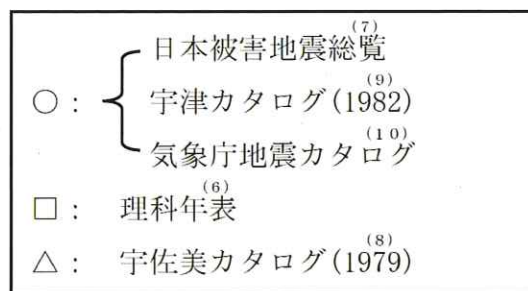 日本被害地震総覧(7)
○: 宇津カタログ(1982)(9)
気象庁地震カタログ(10)
□: 理科年表(6)
△: 宇佐美カタログ(1979)(8)